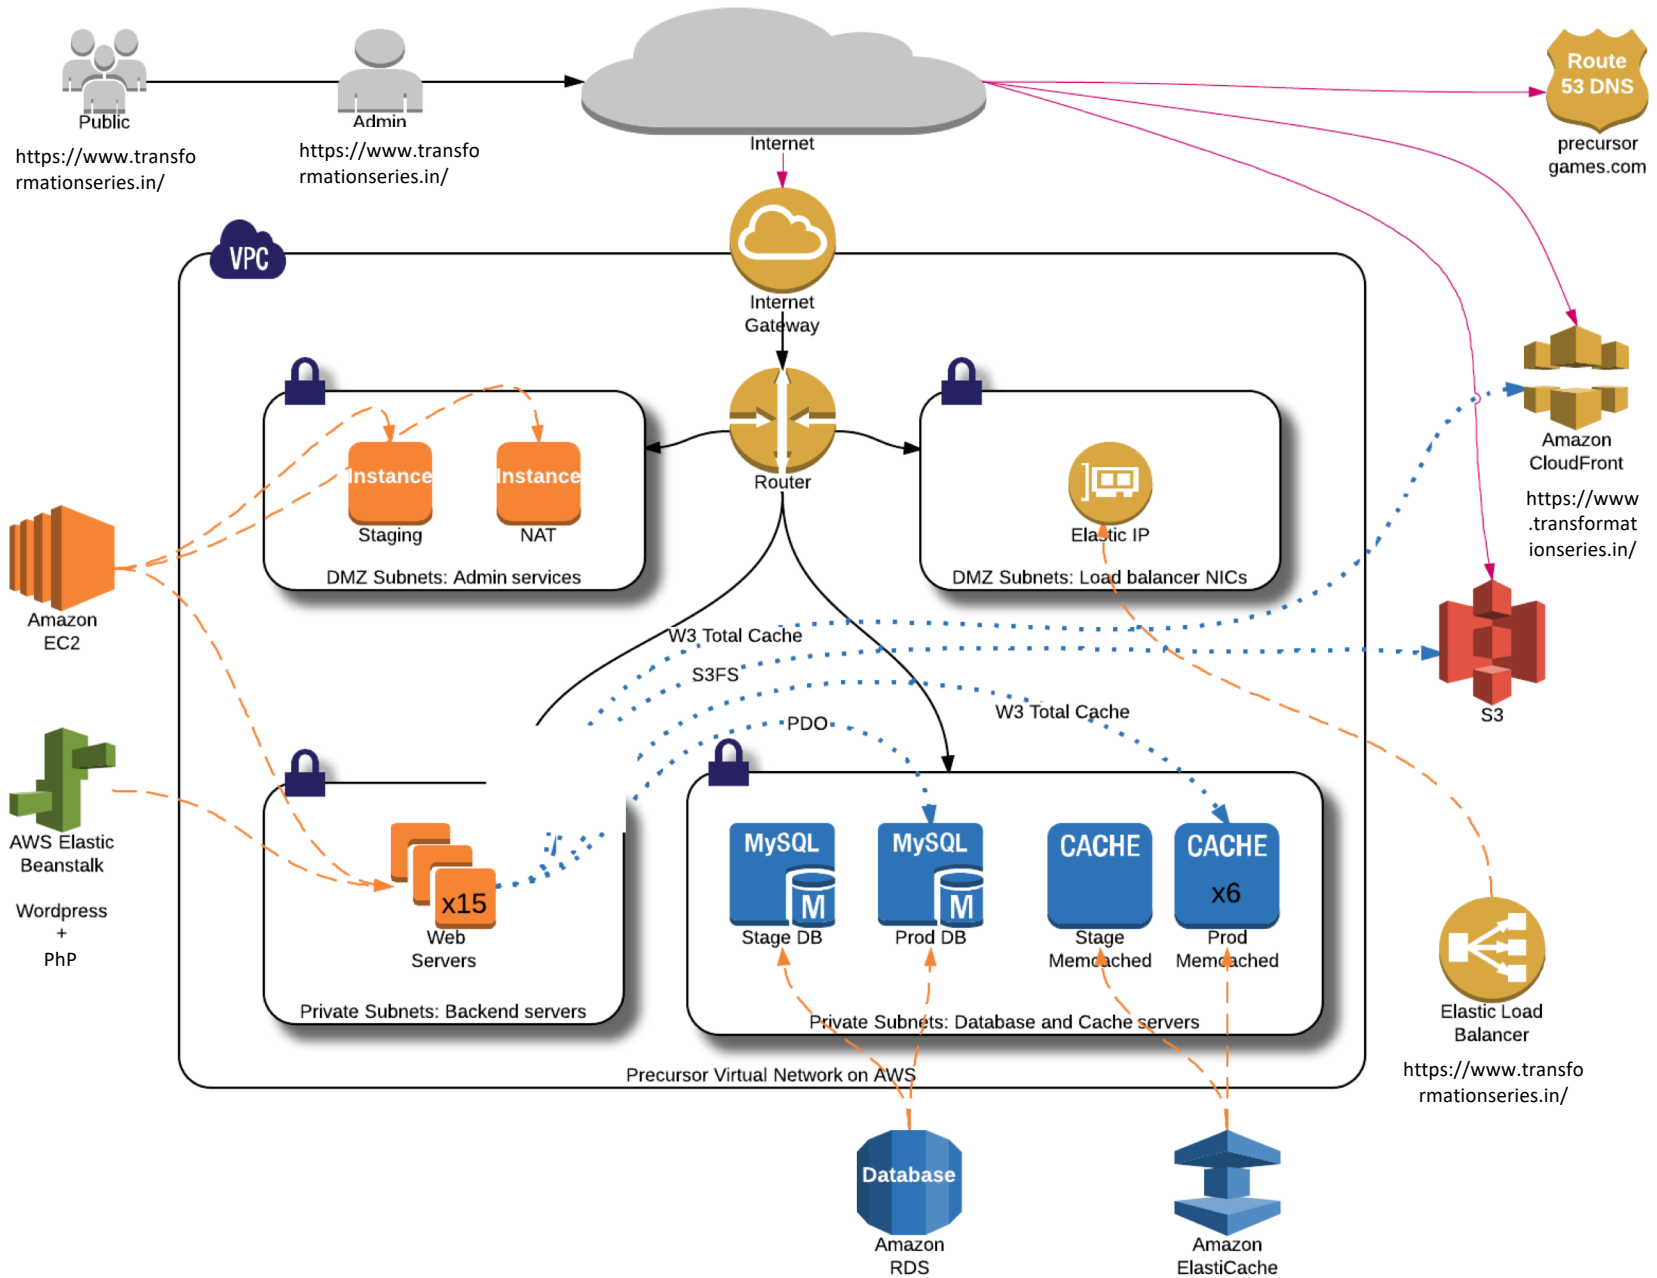 Public
https://www.transfo
rmationseries.in/
Admin
https://www.transfo
rmationseries.in/
Internet
Route
53 DNS
precursor
games.com
VPC
Internet
Gateway
Router
Instance
Staging
Instance
NAT
DMZ Subnets: Admin services
Elastic IP
DMZ Subnets: Load balancer NICs
Amazon
CloudFront
https://www
.transformat
ionseries.in/
Amazon
EC2
W3 Total Cache
S3FS
W3 Total Cache
PDO
S3
AWS Elastic
Beanstalk
Wordpress
+
PhP
x15
Web
Servers
Private Subnets: Backend servers
MySQL
M
Stage DB
MySQL
M
Prod DB
CACHE
Stage
Memcached
CACHE
x6
Prod
Memcached
Private Subnets: Database and Cache servers
Precursor Virtual Network on AWS
Elastic Load
Balancer
https://www.transfo
rmationseries.in/
Database
Amazon
RDS
Amazon
ElastiCache